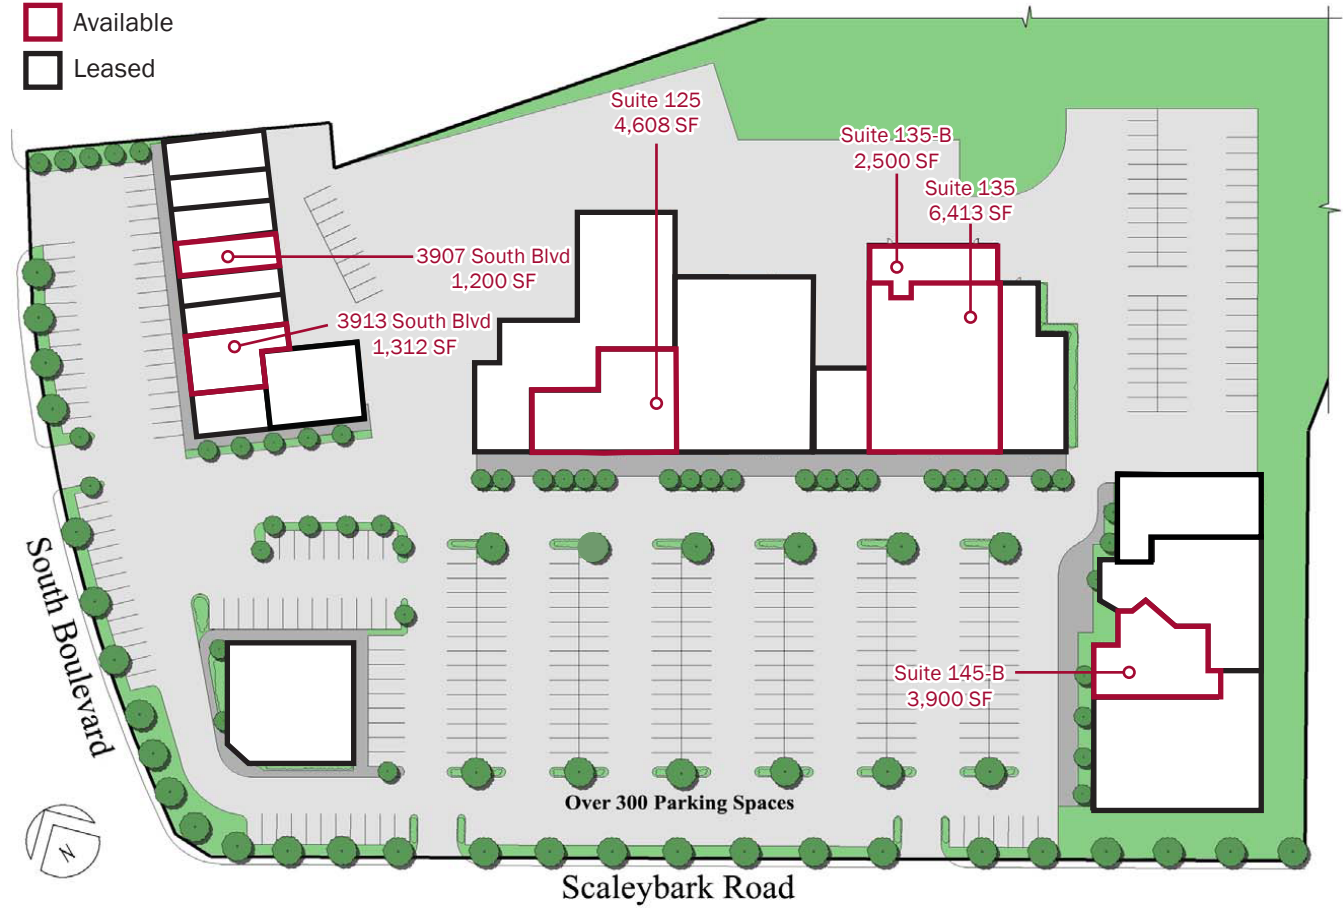 Available
Leased
Suite 125
4,608 SF
Suite 135-B
2,500 SF
Suite 135
6,413 SF
3907 South Blvd
1,200 SF
3913 South Blvd
1,312 SF
Suite 145-B
3,900 SF
South Boulevard
Over 300 Parking Spaces
Scaleybark Road
N